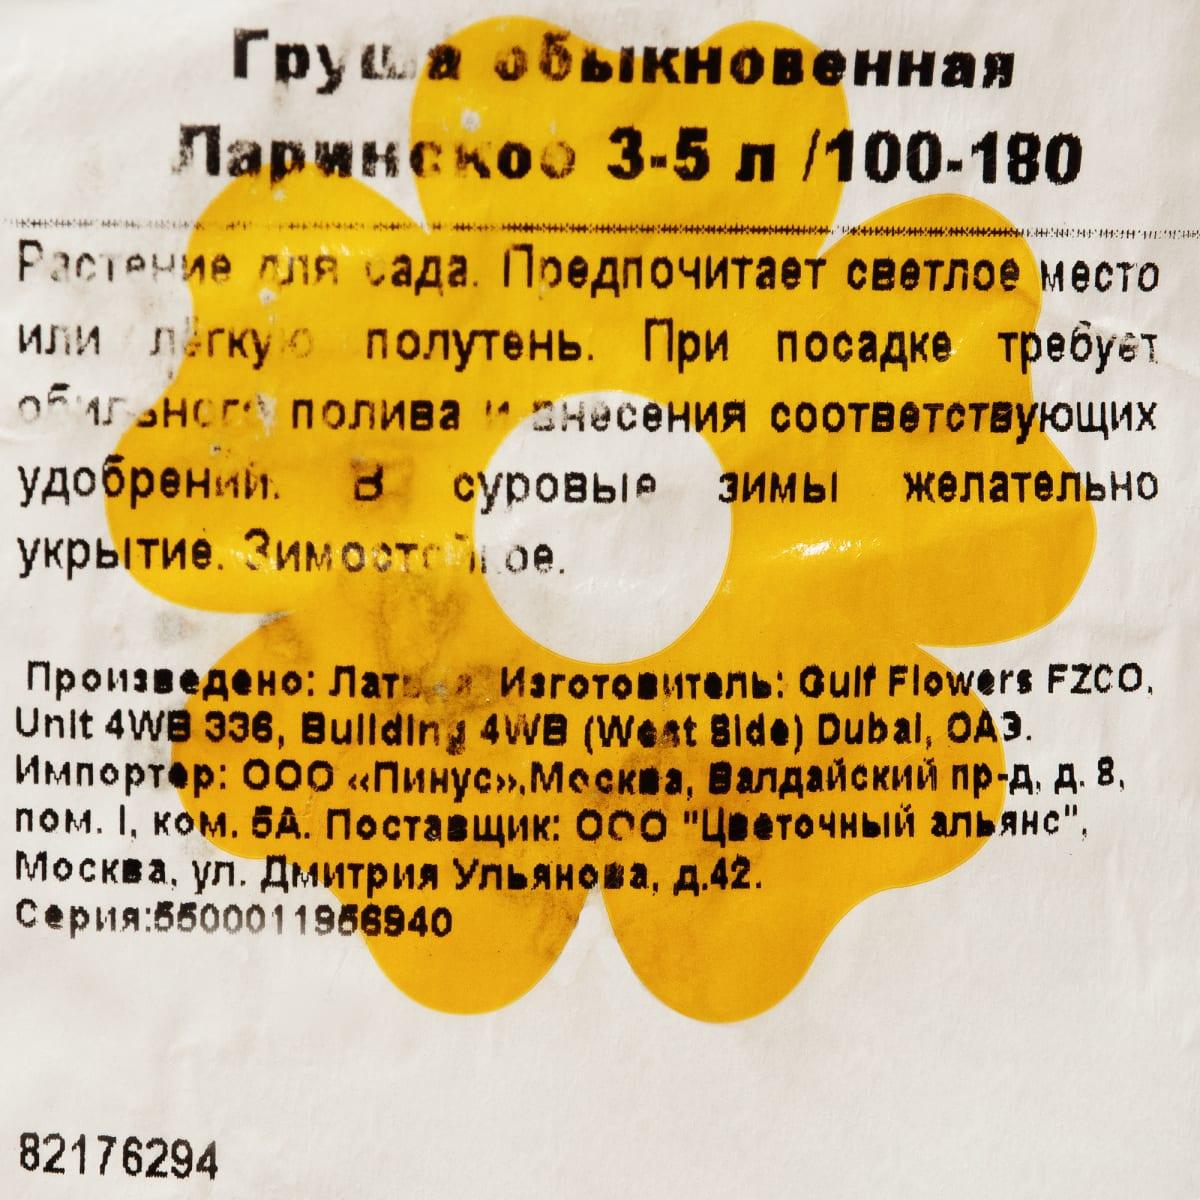 Груша обыкновенная
Ларинское 3-5 л /100-180
Растение для сада. Предпочитает светлое место
или лёгкую полутень. При посадке требует
обильного полива и внесения соответствующих
удобрений. В суровые зимы желательно
укрытие. Зимостойкое.
Произведено: Латвия Изготовитель: Gulf Flowers FZCO,
Unit 4WB 336, Building 4WB (West Side) Dubai, ОАЭ.
Импортер: ООО «Пинус»,Москва, Валдайский пр-д, д. 8,
пом. I, ком. 5А. Поставщик: ООО "Цветочный альянс",
Москва, ул. Дмитрия Ульянова, д.42.
Серия:5500011956940
82176294